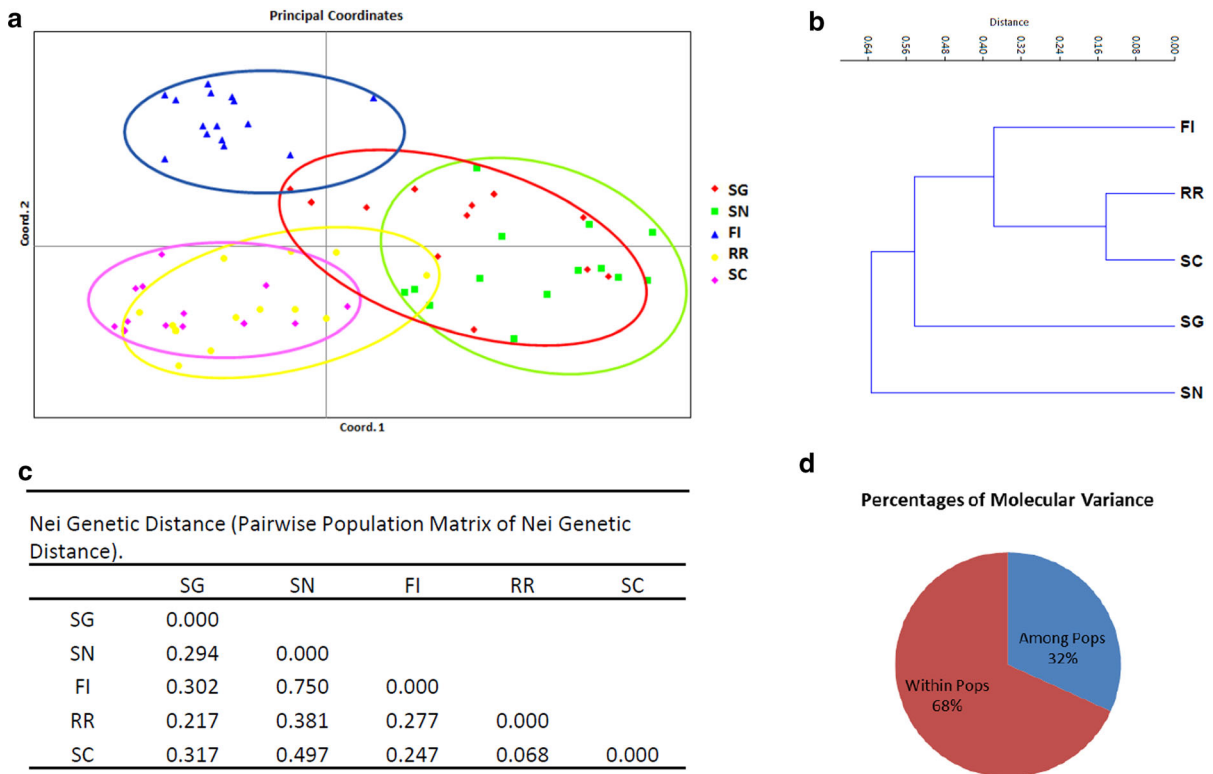 a
Principal Coordinates
Coord. 2
Coord. 1
SG
SN
FI
RR
SC
b
Distance
0.64
0.56
0.48
0.40
0.32
0.24
0.16
0.08
0.00
FI
RR
SC
SG
SN
c
Nei Genetic Distance (Pairwise Population Matrix of Nei Genetic
Distance).
SG SN FI RR SC
SG 0.000
SN 0.294 0.000
FI 0.302 0.750 0.000
RR 0.217 0.381 0.277 0.000
SC 0.317 0.497 0.247 0.068 0.000
d
Percentages of Molecular Variance
Among Pops
32%
Within Pops
68%